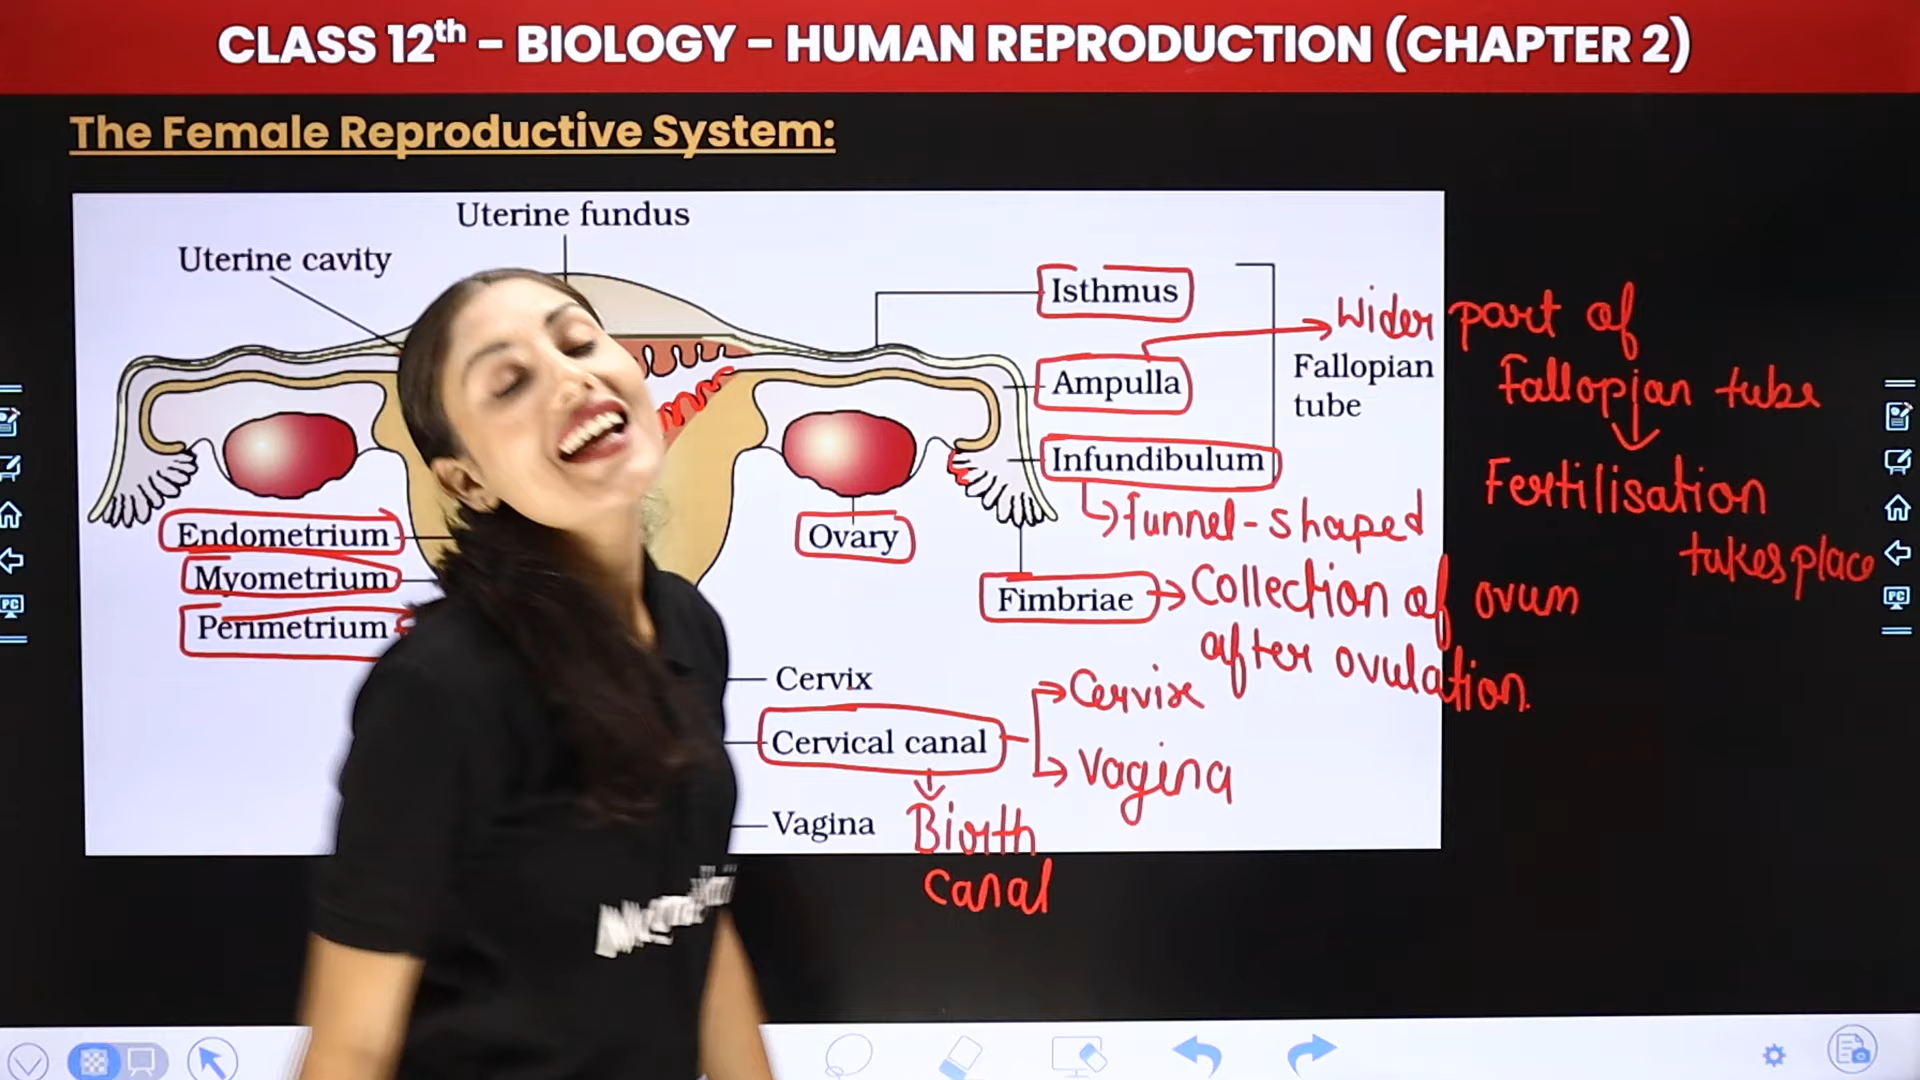 CLASS 12th – BIOLOGY – HUMAN REPRODUCTION (CHAPTER 2)
The Female Reproductive System:
Uterine fundus
Uterine cavity
Isthmus
Wider part of
Fallopian tube
Ampulla
Fallopian
tube
Infundibulum
Fertilisation
takes place
Funnel-shaped
Endometrium
Ovary
Myometrium
Fimbriae
Collection of ovum
after ovulation.
Perimetrium
Cervix
Cervix
Cervical canal
Vagina
Vagina
Birth
canal
PC
PC